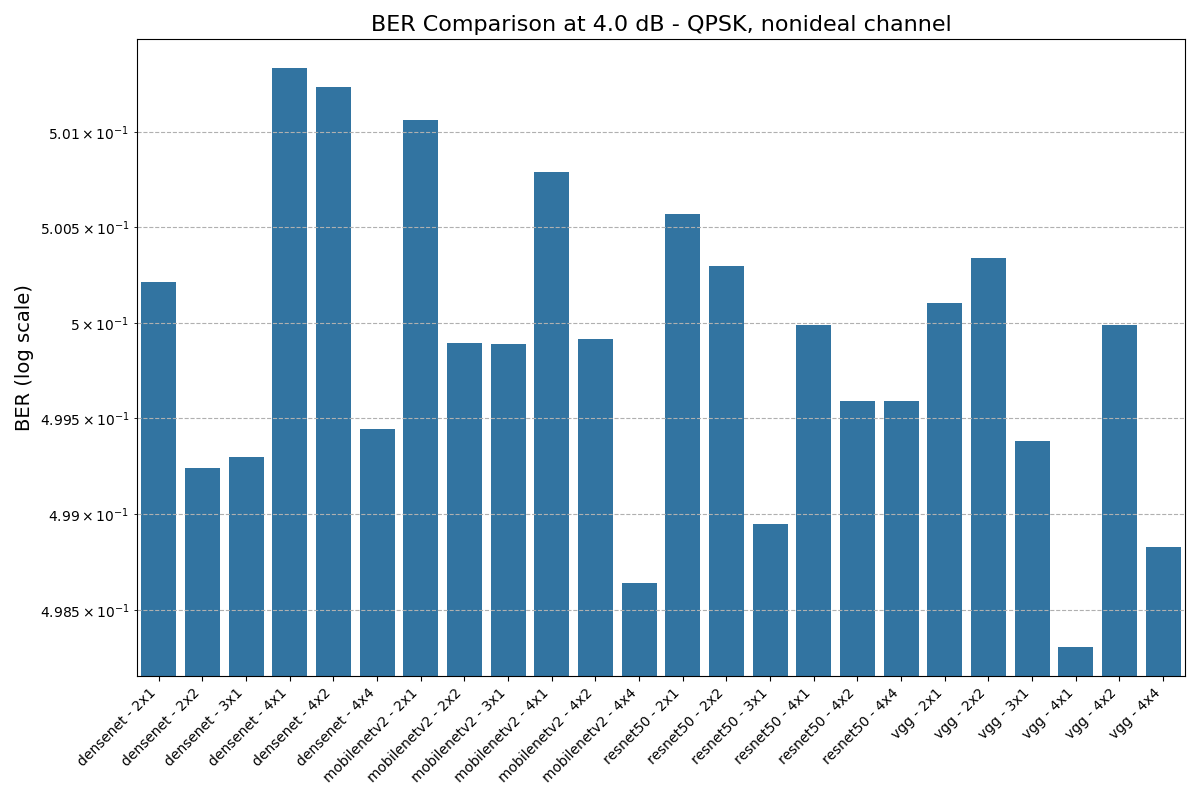 BER Comparison at 4.0 dB - QPSK, nonideal channel
BER (log scale)
5.01 × 10⁻¹
5.005 × 10⁻¹
5 × 10⁻¹
4.995 × 10⁻¹
4.99 × 10⁻¹
4.985 × 10⁻¹
densenet - 2x1
densenet - 2x2
densenet - 3x1
densenet - 4x1
densenet - 4x2
densenet - 4x4
mobilenetv2 - 2x1
mobilenetv2 - 2x2
mobilenetv2 - 3x1
mobilenetv2 - 4x1
mobilenetv2 - 4x2
mobilenetv2 - 4x4
resnet50 - 2x1
resnet50 - 2x2
resnet50 - 3x1
resnet50 - 4x1
resnet50 - 4x2
resnet50 - 4x4
vgg - 2x1
vgg - 2x2
vgg - 3x1
vgg - 4x1
vgg - 4x2
vgg - 4x4